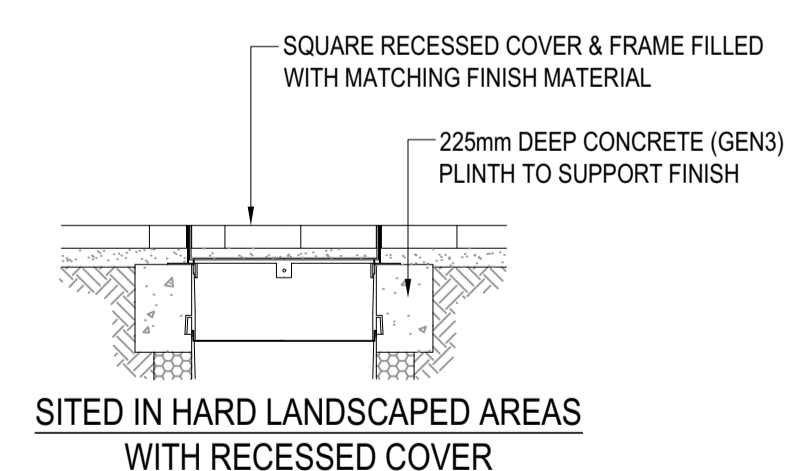 SQUARE RECESSED COVER & FRAME FILLED
WITH MATCHING FINISH MATERIAL
225mm DEEP CONCRETE (GEN3)
PLINTH TO SUPPORT FINISH
SITED IN HARD LANDSCAPED AREAS
WITH RECESSED COVER